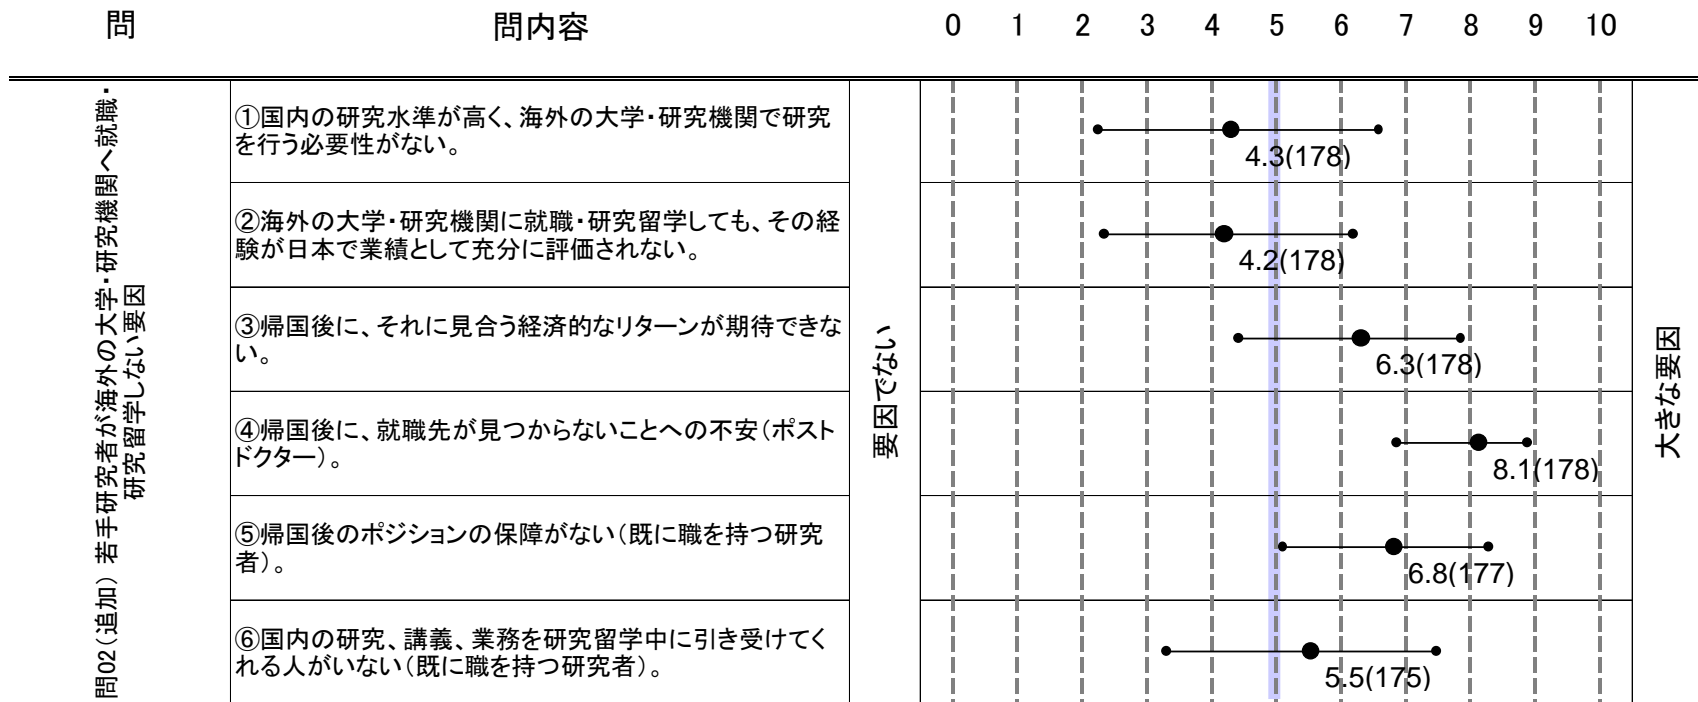 問 問内容 0 1 2 3 4 5 6 7 8 9 10
問02(追加) 若手研究者が海外の大学・研究機関へ就職・
研究留学しない要因
①国内の研究水準が高く、海外の大学・研究機関で研究
を行う必要性がない。
②海外の大学・研究機関に就職・研究留学しても、その経
験が日本で業績として充分に評価されない。
③帰国後に、それに見合う経済的なリターンが期待できな
い。
④帰国後に、就職先が見つからないことへの不安(ポスト
ドクター)。
⑤帰国後のポジションの保障がない(既に職を持つ研究
者)。
⑥国内の研究、講義、業務を研究留学中に引き受けてく
れる人がいない(既に職を持つ研究者)。
要因でない
4.3(178)
4.2(178)
6.3(178)
8.1(178)
6.8(177)
5.5(175)
大きな要因